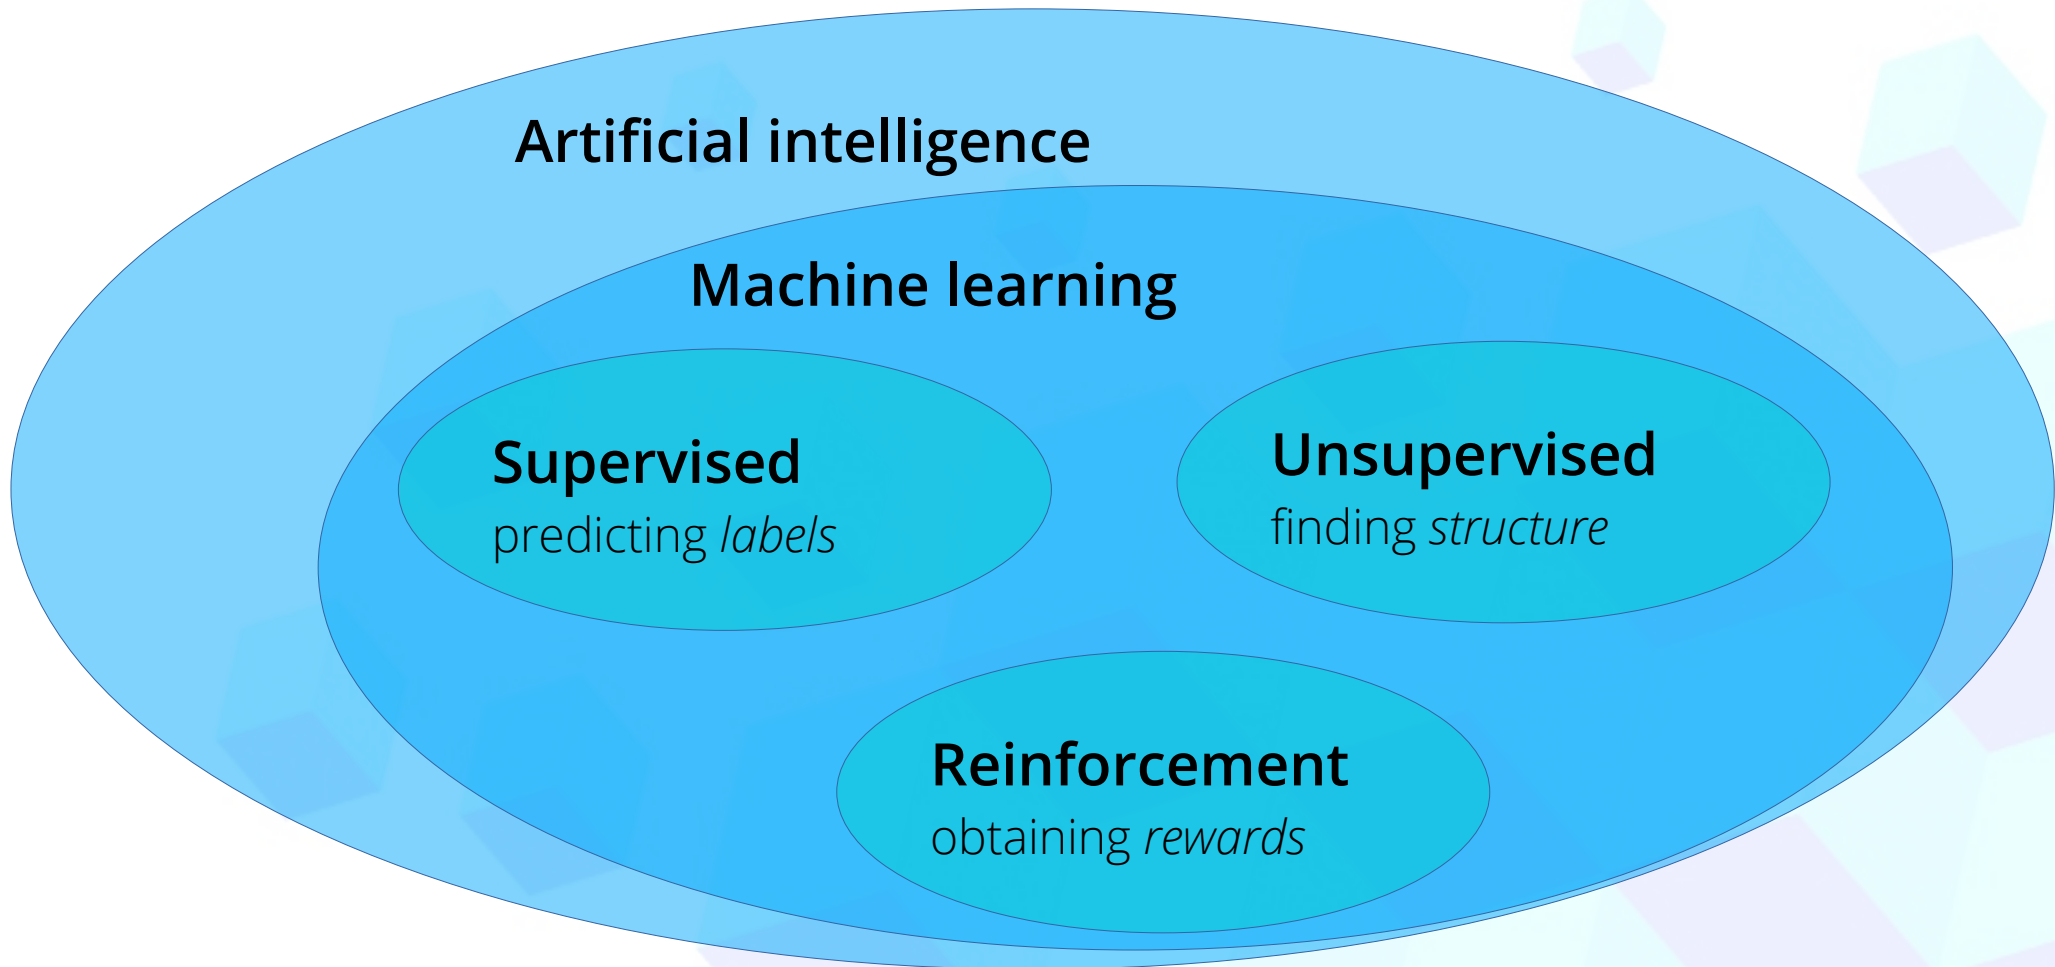 Artificial intelligence
Machine learning
Supervised
predicting labels
Unsupervised
finding structure
Reinforcement
obtaining rewards